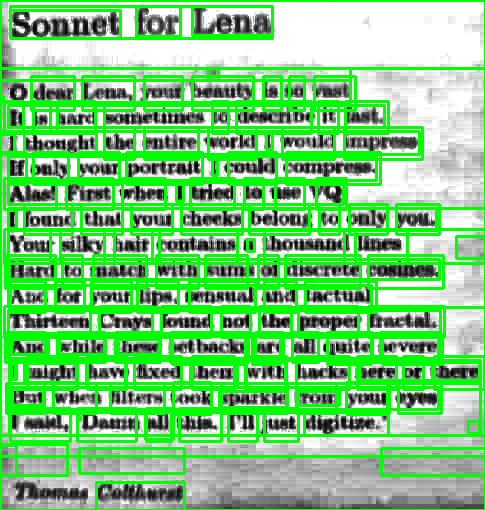 Sonnet for Lena
O dear Lena, your beauty is so vast
It is hard sometimes to describe it fast.
I thought the entire world I would impress
If only your portrait I could compress.
Alas! First when I tried to use VQ
I found that your cheeks belong to only you.
Your silky hair contains a thousand lines
Hard to match with sums of discrete cosines.
And for your lips, sensual and tactual
Thirteen Crays found not the proper fractal.
And while these setbacks are all quite severe
I might have fixed them with hacks here or there
But when filters took sparkle from your eyes
I said, "Damn all this. I'll just digitize."
Thomas Colthurst